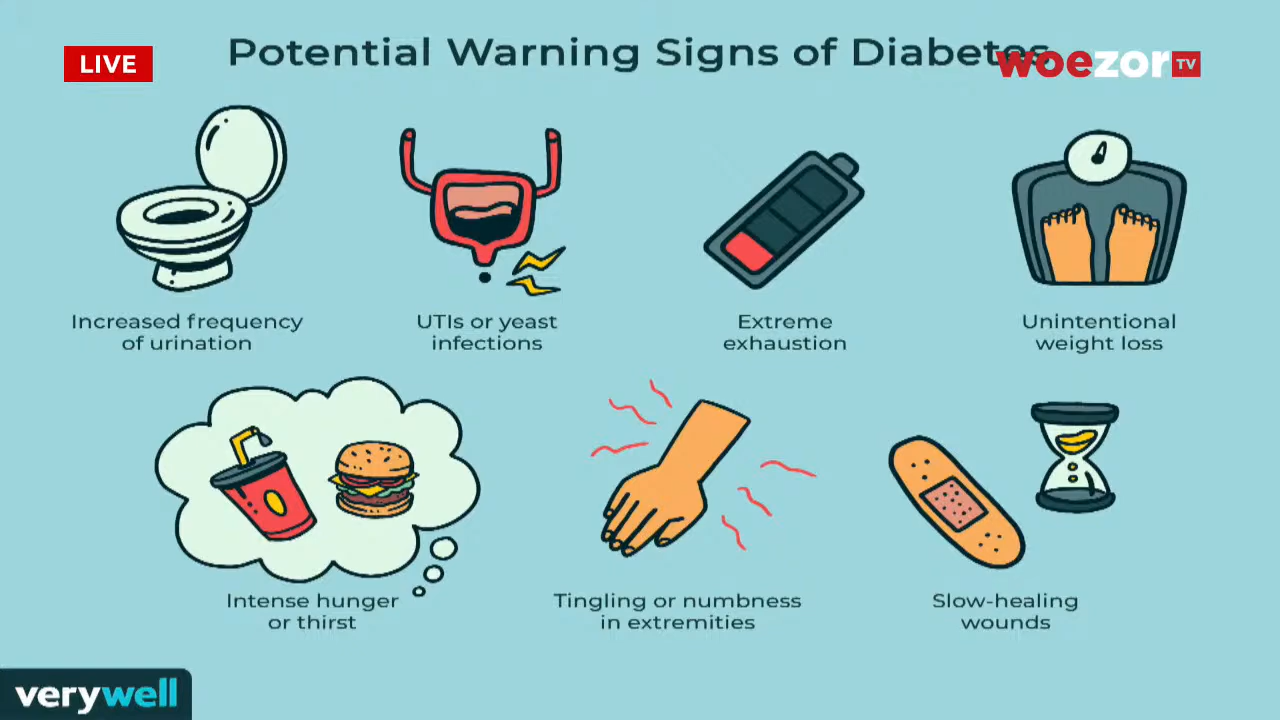 LIVE
Potential Warning Signs of Diabetes
woezor TV
Increased frequency
of urination
UTIs or yeast
infections
Extreme
exhaustion
Unintentional
weight loss
Intense hunger
or thirst
Tingling or numbness
in extremities
Slow-healing
wounds
verywell